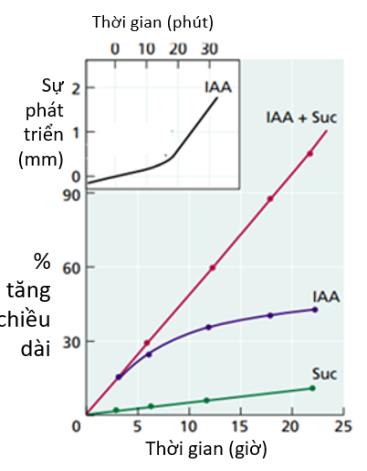 Thời gian (phút)
0 10 20 30
IAA
Sự
phát
triển
(mm)
2
1
0
IAA + Suc
90
60
30
%
tăng
chiều
dài
IAA
Suc
0 5 10 15 20 25
Thời gian (giờ)